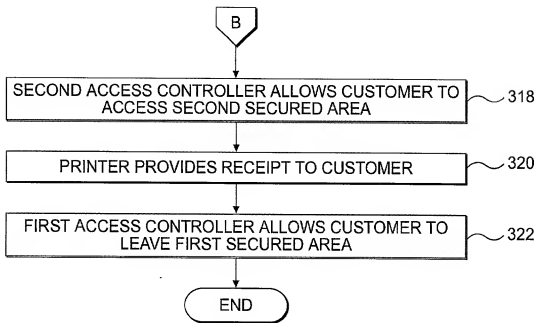 B
SECOND ACCESS CONTROLLER ALLOWS CUSTOMER TO
ACCESS SECOND SECURED AREA
318
PRINTER PROVIDES RECEIPT TO CUSTOMER
320
FIRST ACCESS CONTROLLER ALLOWS CUSTOMER TO
LEAVE FIRST SECURED AREA
322
END